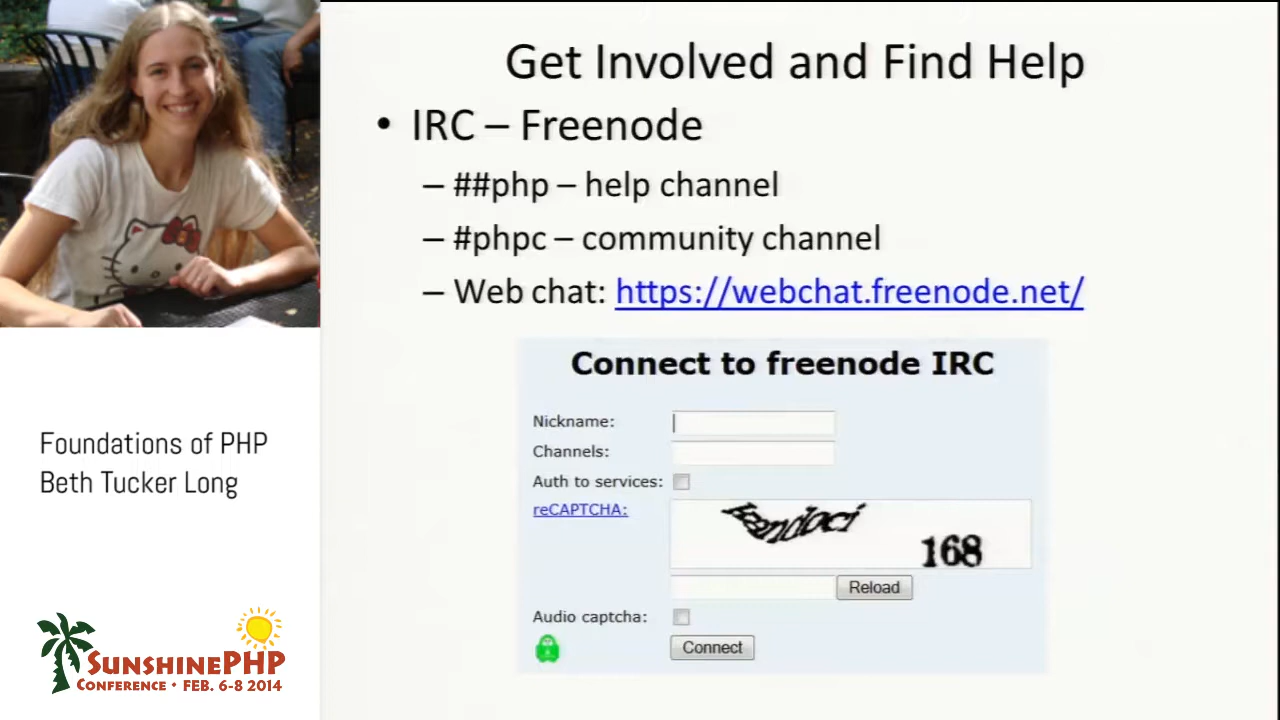 Get Involved and Find Help
• IRC – Freenode
– ##php – help channel
– #phpc – community channel
– Web chat: https://webchat.freenode.net/
Connect to freenode IRC
Nickname:
Channels:
Auth to services:
reCAPTCHA:
168
Reload
Audio captcha:
Connect
Foundations of PHP
Beth Tucker Long
SunshinePHP
Conference • Feb. 6-8 2014